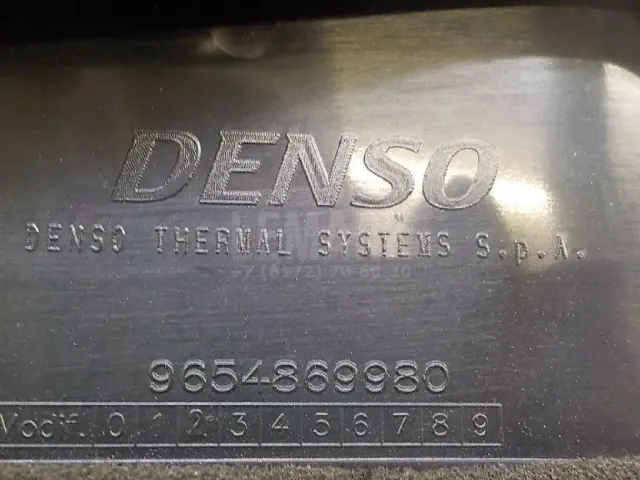 DENSO
DENSO THERMAL SYSTEMS S.p.A.
9654869980
Modif. 0 1 2 3 4 5 6 7 8 9